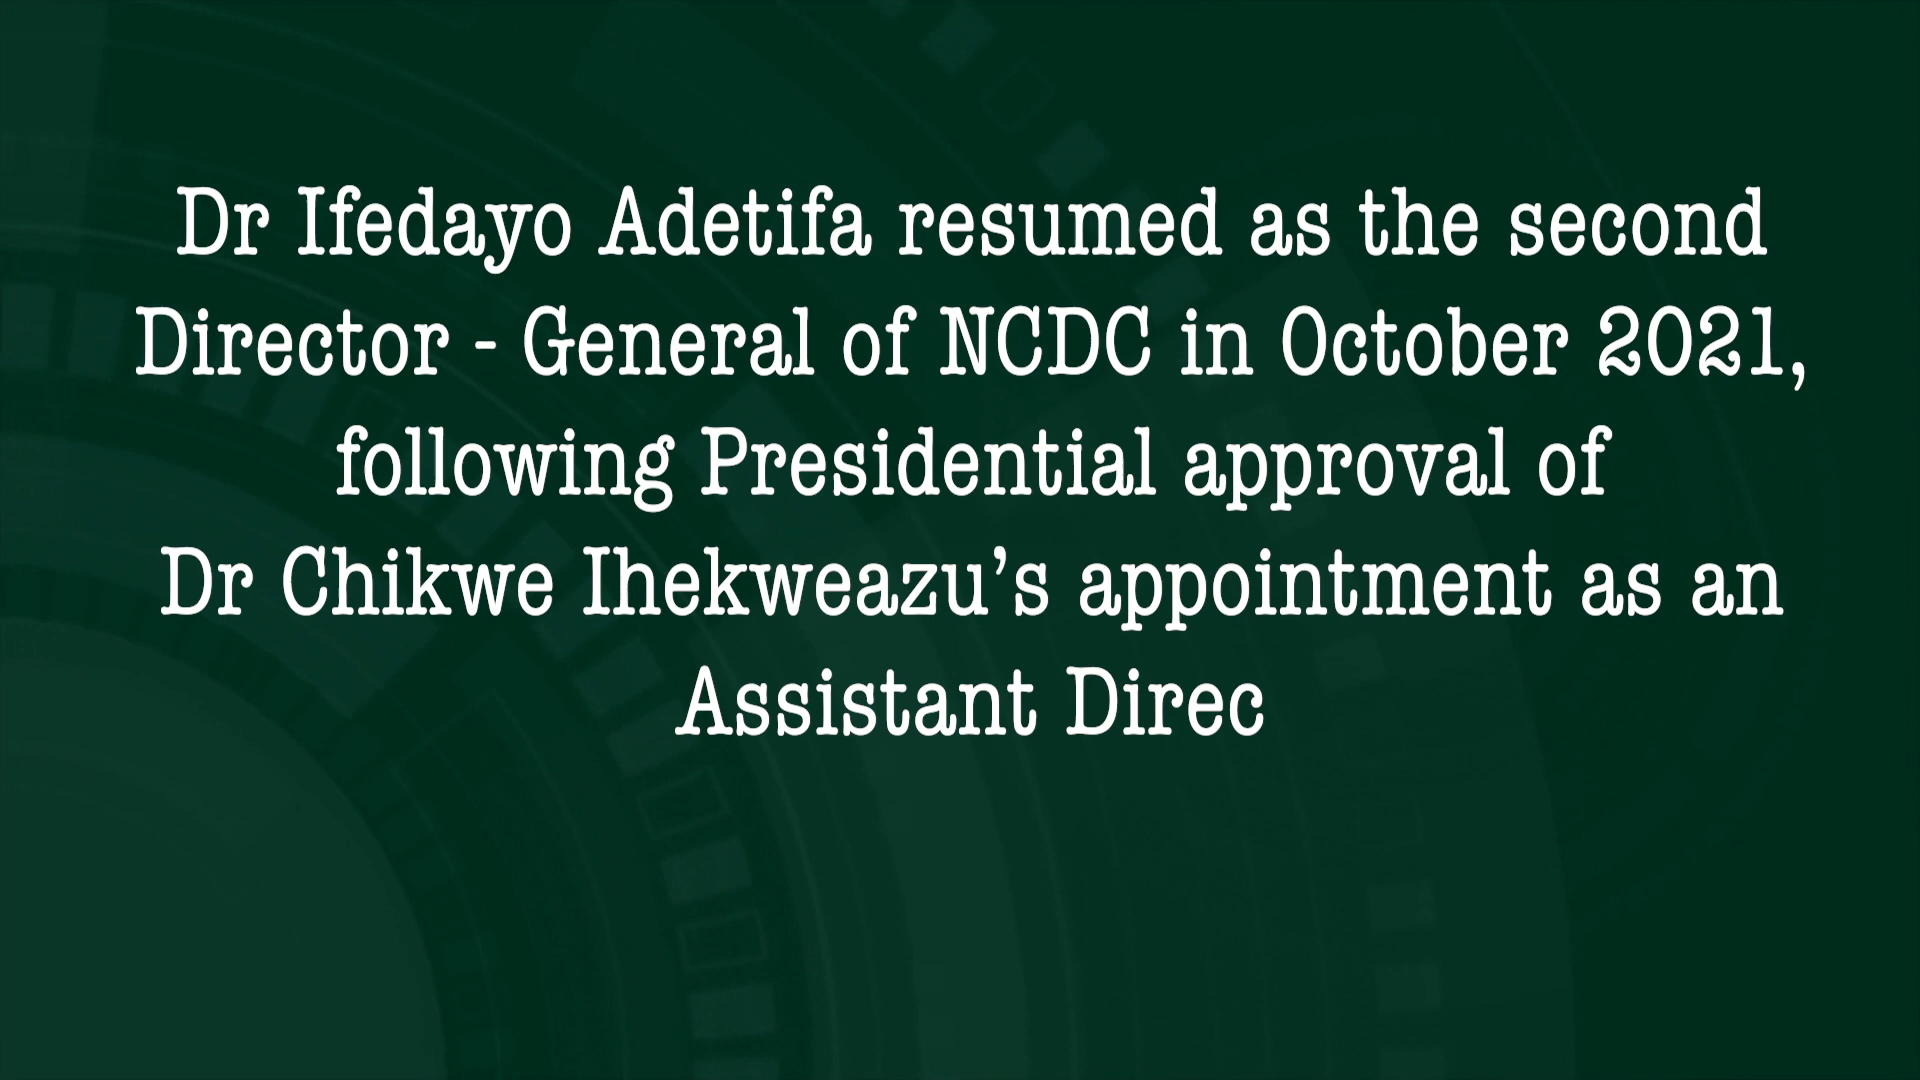 Dr Ifedayo Adetifa resumed as the second
Director - General of NCDC in October 2021,
following Presidential approval of
Dr Chikwe Ihekweazu’s appointment as an
Assistant Direc